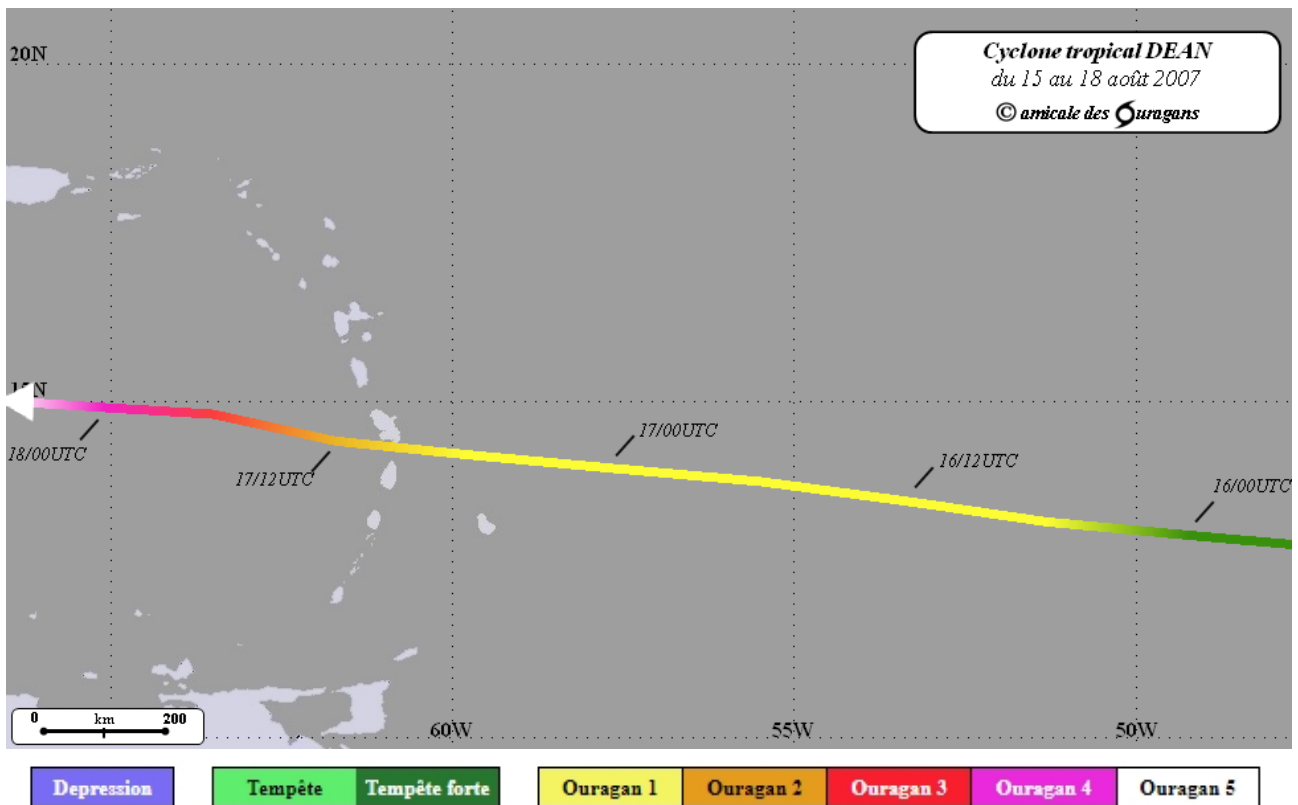 20N
Cyclone tropical DEAN
du 15 au 18 août 2007
© amicale des Ouragans
15N
18/00UTC
17/12UTC
17/00UTC
16/12UTC
16/00UTC
0 km 200
60W
55W
50W
Depression
Tempête
Tempête forte
Ouragan 1
Ouragan 2
Ouragan 3
Ouragan 4
Ouragan 5